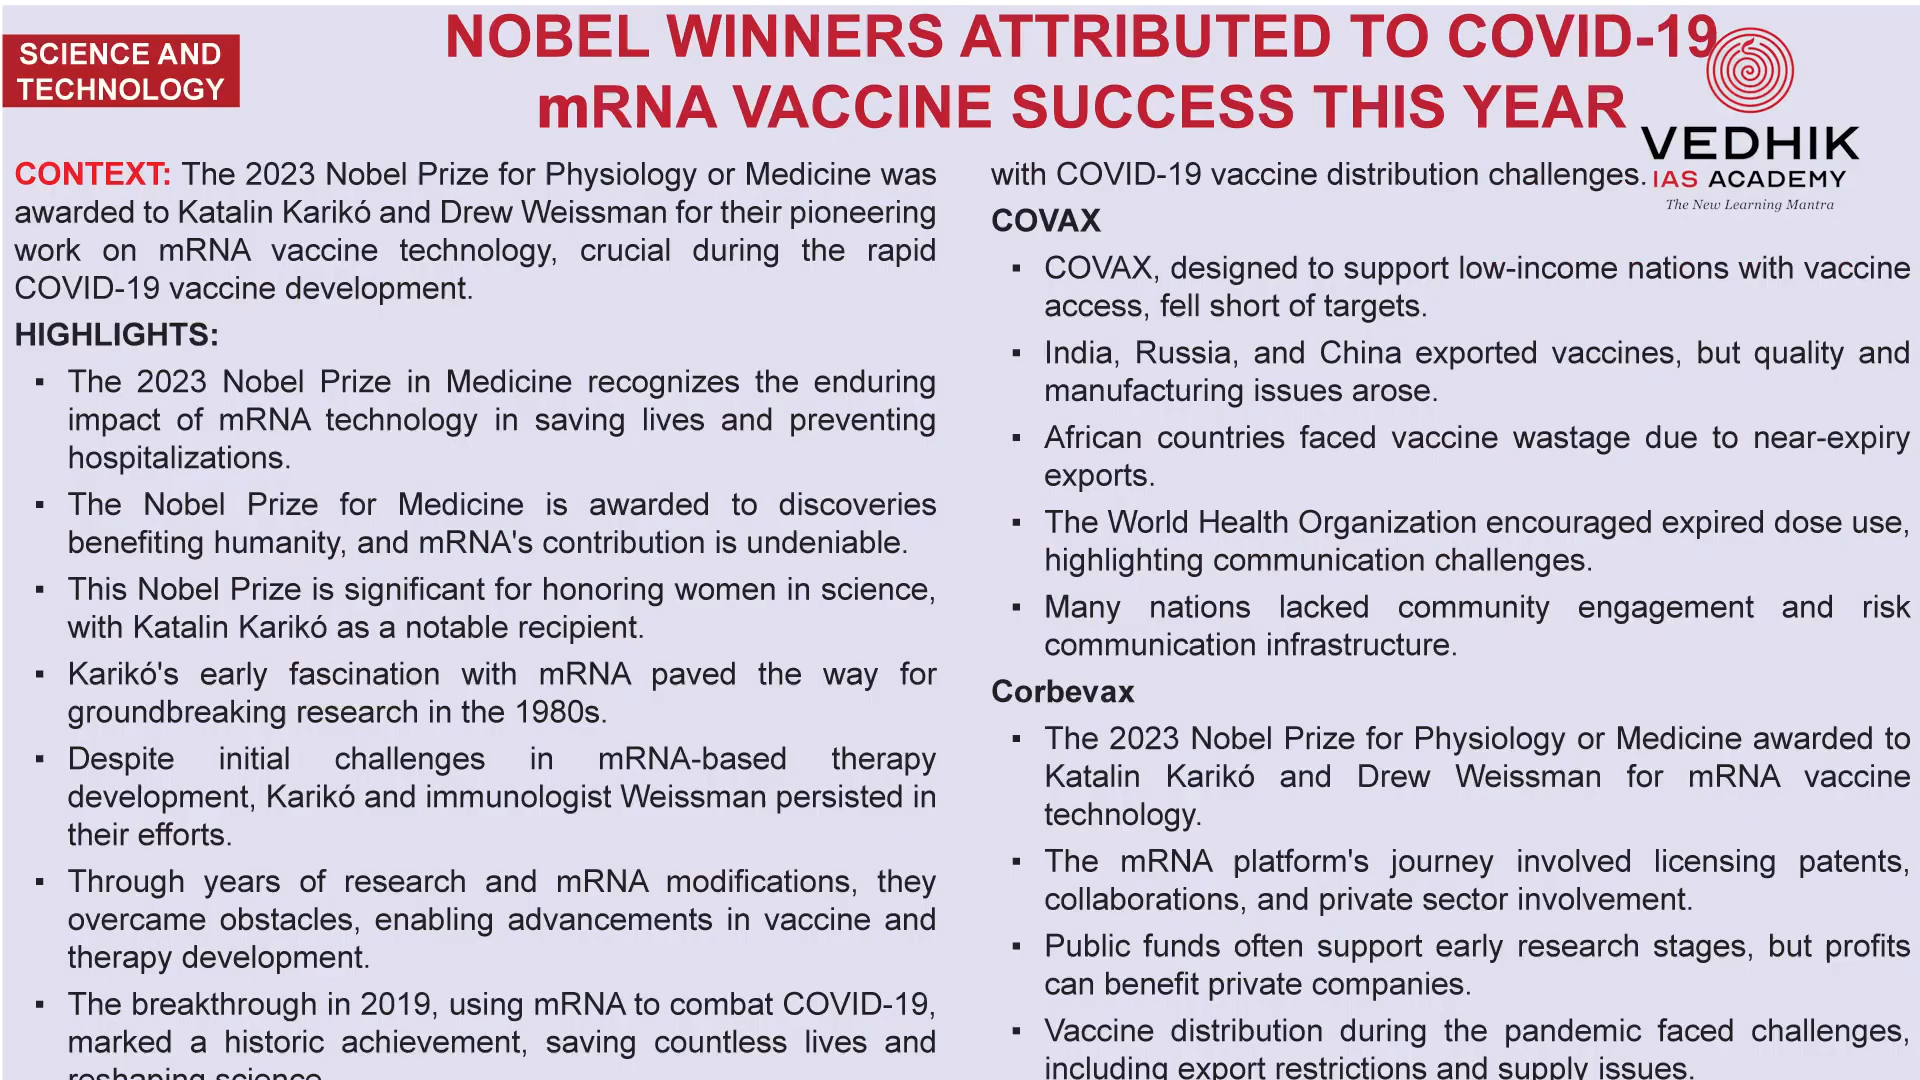 SCIENCE AND
TECHNOLOGY
NOBEL WINNERS ATTRIBUTED TO COVID-19
mRNA VACCINE SUCCESS THIS YEAR
VEDHIK
IAS ACADEMY
The New Learning Mantra
CONTEXT: The 2023 Nobel Prize for Physiology or Medicine was
awarded to Katalin Karikó and Drew Weissman for their pioneering
work on mRNA vaccine technology, crucial during the rapid
COVID-19 vaccine development.
HIGHLIGHTS:
▪ The 2023 Nobel Prize in Medicine recognizes the enduring
impact of mRNA technology in saving lives and preventing
hospitalizations.
▪ The Nobel Prize for Medicine is awarded to discoveries
benefiting humanity, and mRNA's contribution is undeniable.
▪ This Nobel Prize is significant for honoring women in science,
with Katalin Karikó as a notable recipient.
▪ Karikó's early fascination with mRNA paved the way for
groundbreaking research in the 1980s.
▪ Despite initial challenges in mRNA-based therapy
development, Karikó and immunologist Weissman persisted in
their efforts.
▪ Through years of research and mRNA modifications, they
overcame obstacles, enabling advancements in vaccine and
therapy development.
▪ The breakthrough in 2019, using mRNA to combat COVID-19,
marked a historic achievement, saving countless lives and
reshaping science.
with COVID-19 vaccine distribution challenges.
COVAX
▪ COVAX, designed to support low-income nations with vaccine
access, fell short of targets.
▪ India, Russia, and China exported vaccines, but quality and
manufacturing issues arose.
▪ African countries faced vaccine wastage due to near-expiry
exports.
▪ The World Health Organization encouraged expired dose use,
highlighting communication challenges.
▪ Many nations lacked community engagement and risk
communication infrastructure.
Corbevax
▪ The 2023 Nobel Prize for Physiology or Medicine awarded to
Katalin Karikó and Drew Weissman for mRNA vaccine
technology.
▪ The mRNA platform's journey involved licensing patents,
collaborations, and private sector involvement.
▪ Public funds often support early research stages, but profits
can benefit private companies.
▪ Vaccine distribution during the pandemic faced challenges,
including export restrictions and supply issues.